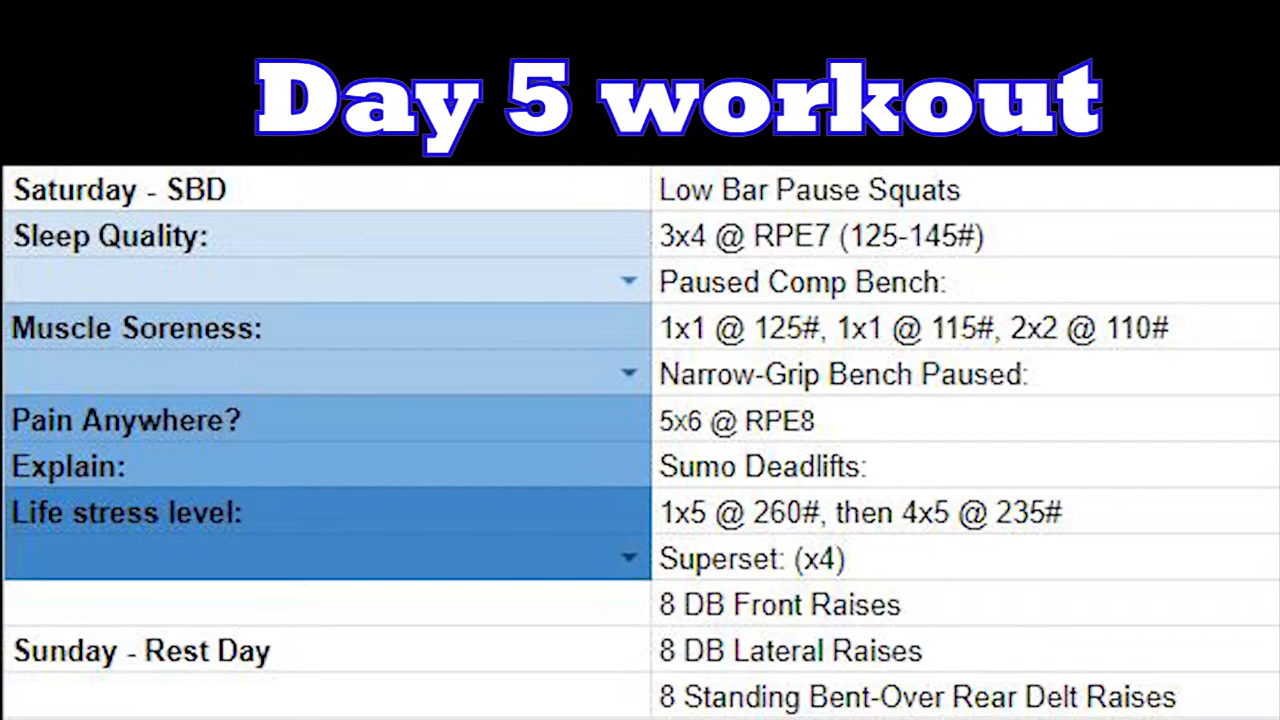 Day 5 workout
Saturday - SBD
Low Bar Pause Squats
Sleep Quality:
3x4 @ RPE7 (125-145#)
Paused Comp Bench:
Muscle Soreness:
1x1 @ 125#, 1x1 @ 115#, 2x2 @ 110#
Narrow-Grip Bench Paused:
Pain Anywhere?
5x6 @ RPE8
Explain:
Sumo Deadlifts:
Life stress level:
1x5 @ 260#, then 4x5 @ 235#
Superset: (x4)
8 DB Front Raises
Sunday - Rest Day
8 DB Lateral Raises
8 Standing Bent-Over Rear Delt Raises